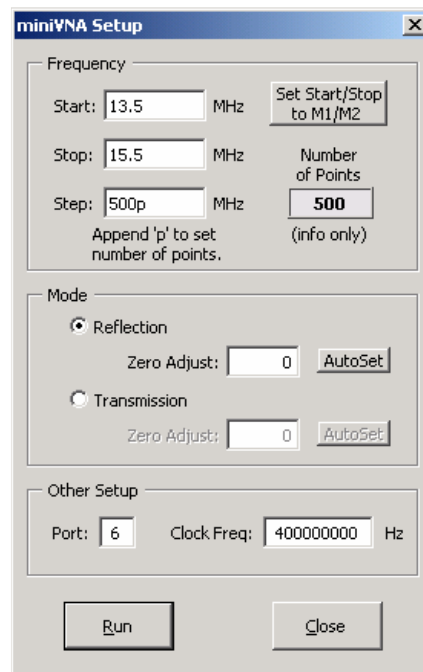 miniVNA Setup
Frequency
Start: 13.5 MHz
Set Start/Stop
to M1/M2
Stop: 15.5 MHz
Number
of Points
Step: 500p MHz
500
Append 'p' to set
number of points.
(info only)
Mode
Reflection
Zero Adjust: 0 AutoSet
Transmission
Zero Adjust: 0 AutoSet
Other Setup
Port: 6 Clock Freq: 400000000 Hz
Run Close